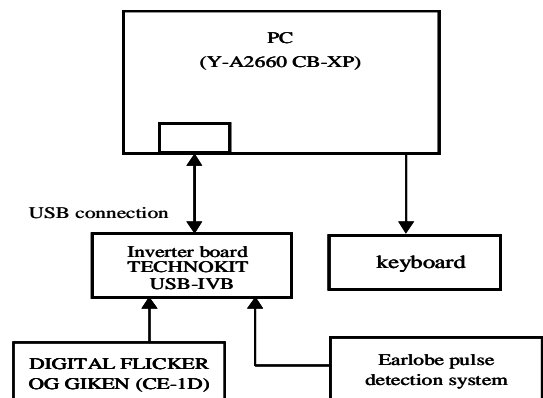 PC
(Y-A2660 CB-XP)
USB connection
Inverter board
TECHNOKIT
USB-IVB
keyboard
DIGITAL FLICKER
OG GIKEN (CE-1D)
Earlobe pulse
detection system